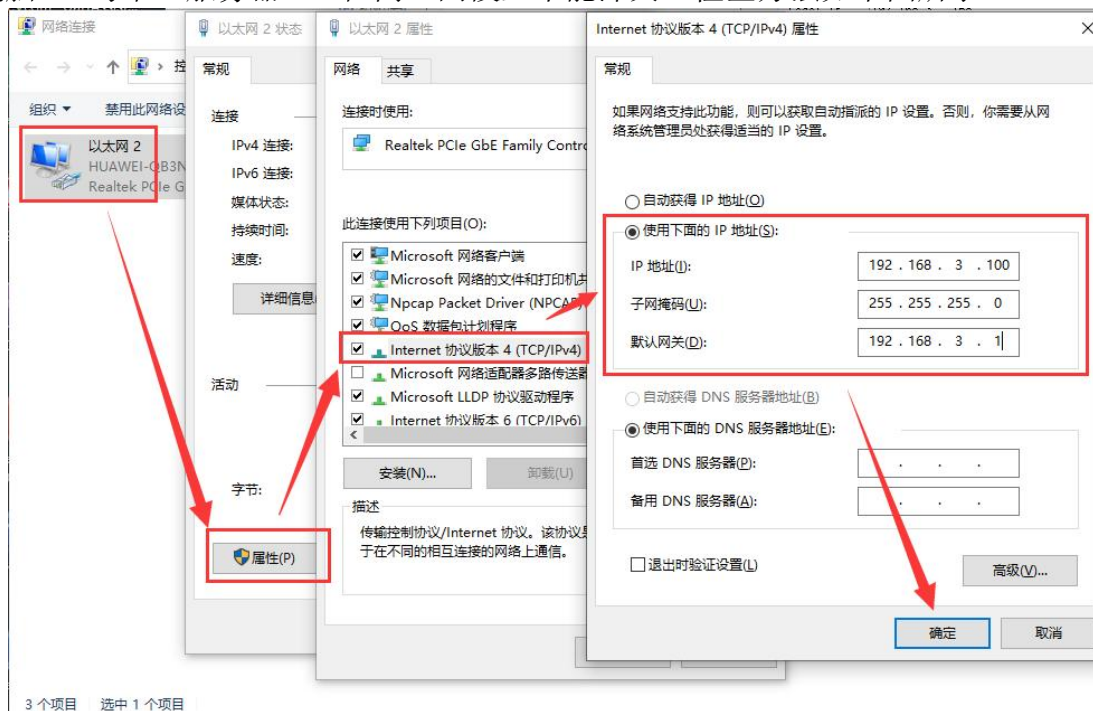 网络连接
控
组织
禁用此网络设
以太网 2
HUAWEI-QB3N
Realtek PCIe G
3 个项目
选中 1 个项目
以太网 2 状态
常规
连接
IPv4 连接:
IPv6 连接:
媒体状态:
持续时间:
速度:
详细信息
活动
字节:
属性(P)
以太网 2 属性
网络
共享
连接时使用:
Realtek PCIe GbE Family Contro
此连接使用下列项目(O):
Microsoft 网络客户端
Microsoft 网络的文件和打印机共
Npcap Packet Driver (NPCAP)
QoS 数据包计划程序
Internet 协议版本 4 (TCP/IPv4)
Microsoft 网络适配器多路传送器
Microsoft LLDP 协议驱动程序
Internet 协议版本 6 (TCP/IPv6)
安装(N)...
卸载(U)
描述
传输控制协议/Internet 协议。该协议是
于在不同的相互连接的网络上通信。
Internet 协议版本 4 (TCP/IPv4) 属性
常规
如果网络支持此功能，则可以获取自动指派的 IP 设置。否则，你需要从网
络系统管理员处获得适当的 IP 设置。
自动获得 IP 地址(O)
使用下面的 IP 地址(S):
IP 地址(I):
192 . 168 . 3 . 100
子网掩码(U):
255 . 255 . 255 . 0
默认网关(D):
192 . 168 . 3 . 1
自动获得 DNS 服务器地址(B)
使用下面的 DNS 服务器地址(E):
首选 DNS 服务器(P):
备用 DNS 服务器(A):
退出时验证设置(L)
高级(V)...
确定
取消